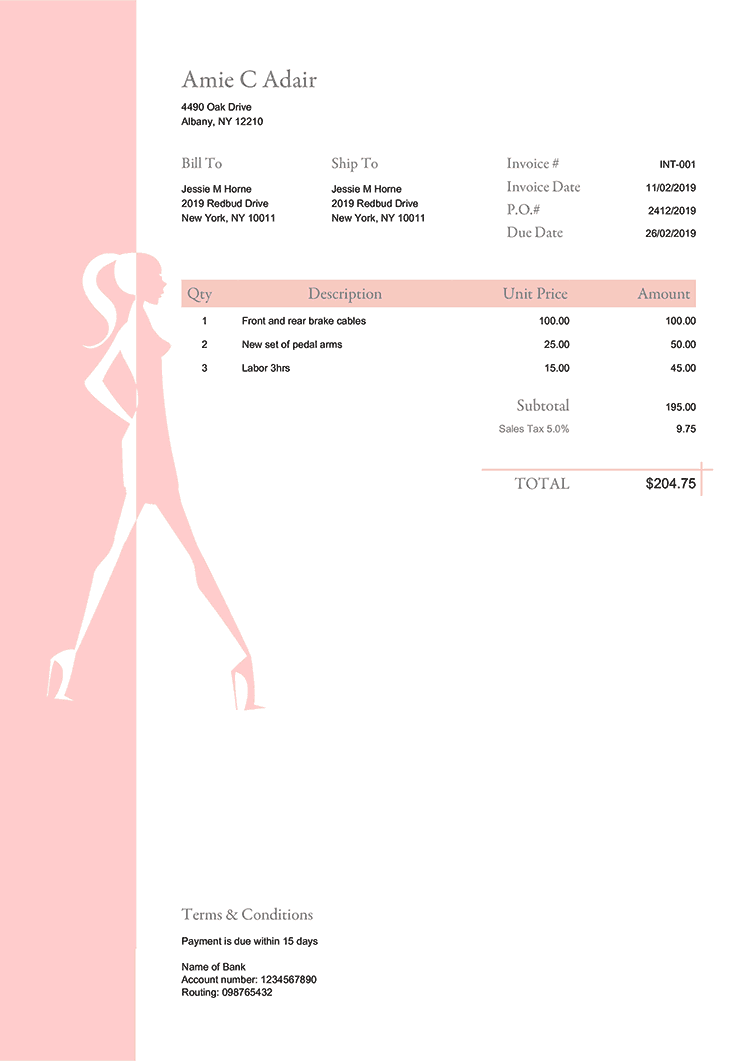 Amie C Adair
4490 Oak Drive
Albany, NY 12210
Bill To
Jessie M Horne
2019 Redbud Drive
New York, NY 10011
Ship To
Jessie M Horne
2019 Redbud Drive
New York, NY 10011
Invoice # INT-001
Invoice Date 11/02/2019
P.O.# 2412/2019
Due Date 26/02/2019
Qty Description Unit Price Amount
1 Front and rear brake cables 100.00 100.00
2 New set of pedal arms 25.00 50.00
3 Labor 3hrs 15.00 45.00
Subtotal 195.00
Sales Tax 5.0% 9.75
TOTAL $204.75
Terms & Conditions
Payment is due within 15 days
Name of Bank
Account number: 1234567890
Routing: 098765432